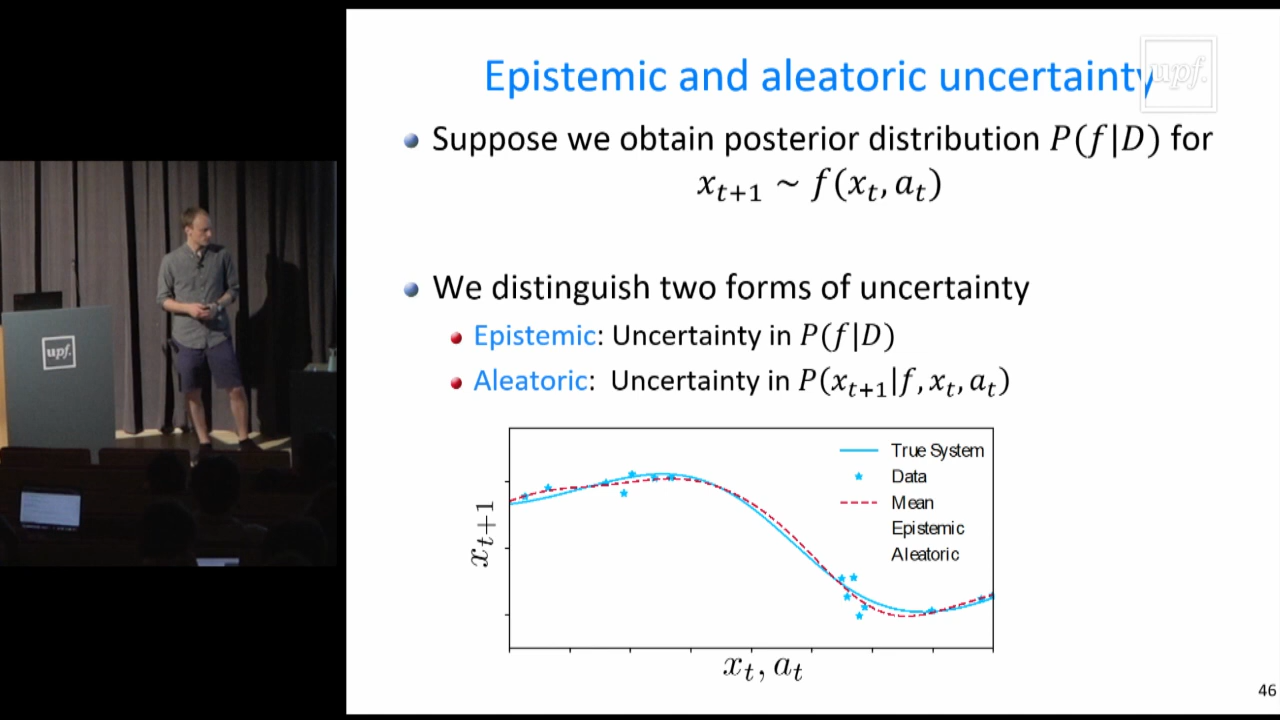 Epistemic and aleatoric uncertainty
upf.
Suppose we obtain posterior distribution P(f|D) for
x_{t+1} ~ f(x_t, a_t)
We distinguish two forms of uncertainty
Epistemic: Uncertainty in P(f|D)
Aleatoric: Uncertainty in P(x_{t+1}|f, x_t, a_t)
True System
Data
Mean
Epistemic
Aleatoric
x_{t+1}
x_t, a_t
46
upf.